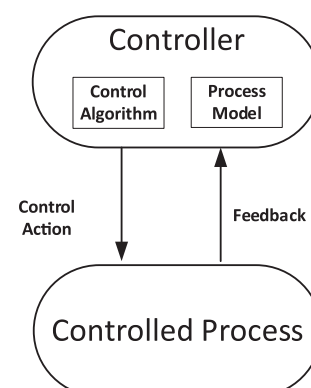 Controller
Control
Algorithm
Process
Model
Control
Action
Feedback
Controlled Process